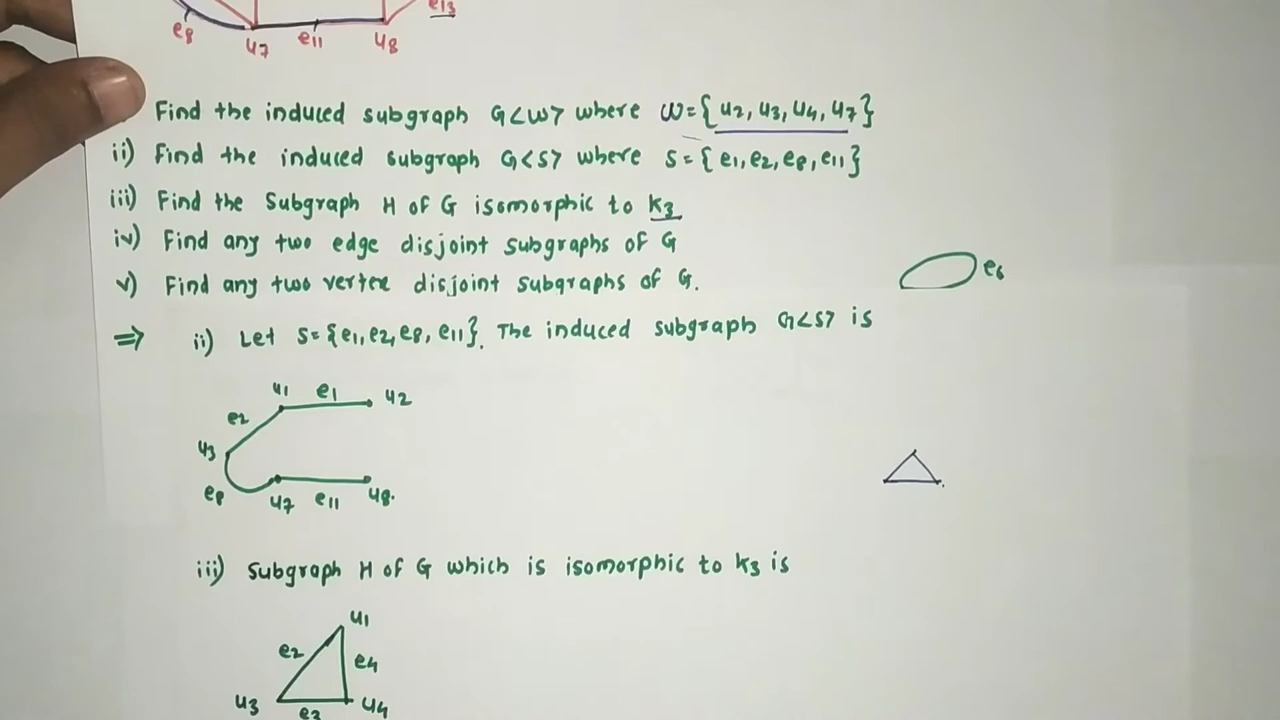 e13
e8 u7 e11 u8
Find the induced subgraph G<W> where W={u2, u3, u4, u7}
ii) Find the induced subgraph G<S> where S={e1, e2, e8, e11}
iii) Find the Subgraph H of G isomorphic to k3
iv) Find any two edge disjoint subgraphs of G
v) Find any two vertex disjoint subgraphs of G.
e6
⇒ ii) Let S={e1, e2, e8, e11}. The induced subgraph G<S> is
u1 e1 u2
e2
u3
e8 u7 e11 u8.
iii) Subgraph H of G which is isomorphic to k3 is
u1
e2 e4
u3 e3 u4